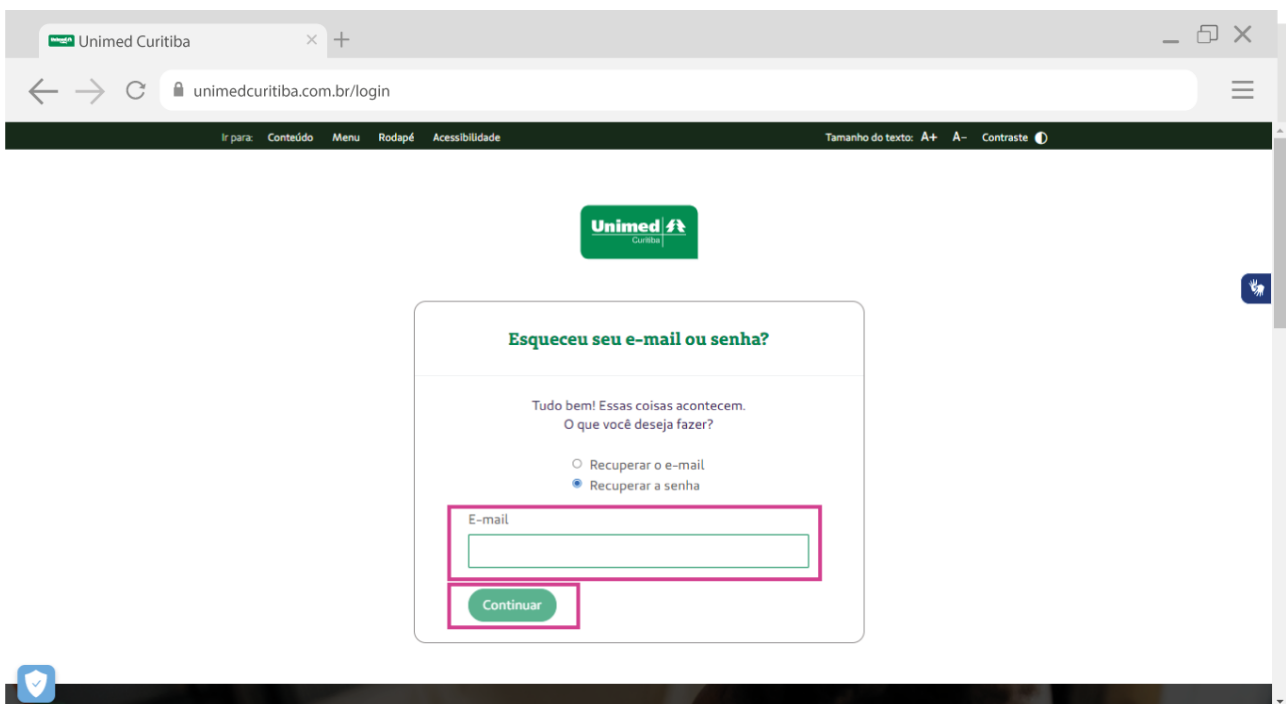 Unimed Curitiba
unimedcuritiba.com.br/login
Ir para: Conteúdo Menu Rodapé Acessibilidade Tamanho do texto: A+ A- Contraste
Unimed
Curitiba
Esqueceu seu e-mail ou senha?
Tudo bem! Essas coisas acontecem.
O que você deseja fazer?
Recuperar o e-mail
Recuperar a senha
E-mail
Continuar